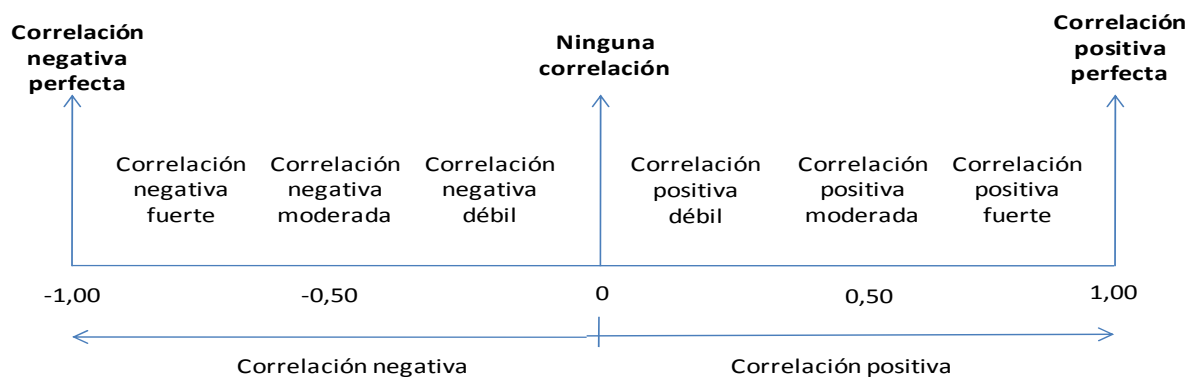 Correlación
negativa
perfecta
Ninguna
correlación
Correlación
positiva
perfecta
Correlación
negativa
fuerte
Correlación
negativa
moderada
Correlación
negativa
débil
Correlación
positiva
débil
Correlación
positiva
moderada
Correlación
positiva
fuerte
-1,00
-0,50
0
0,50
1,00
Correlación negativa
Correlación positiva